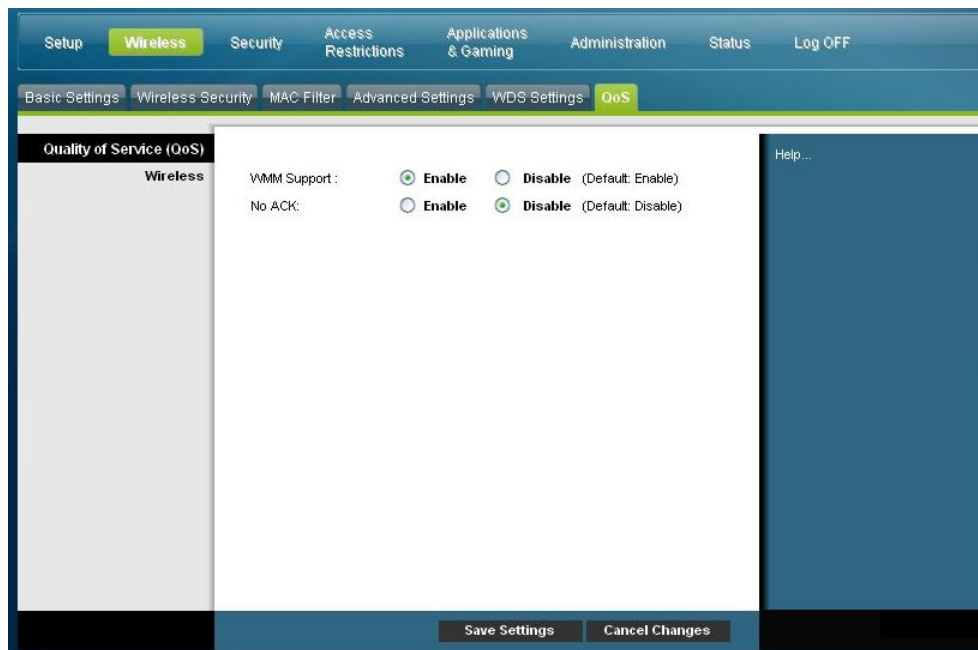 Setup Wireless Security Access Restrictions Applications & Gaming Administration Status Log OFF
Basic Settings Wireless Security MAC Filter Advanced Settings WDS Settings QoS
Quality of Service (QoS)
Help...
Wireless
WMM Support : Enable Disable (Default: Enable)
No ACK: Enable Disable (Default: Disable)
Save Settings Cancel Changes